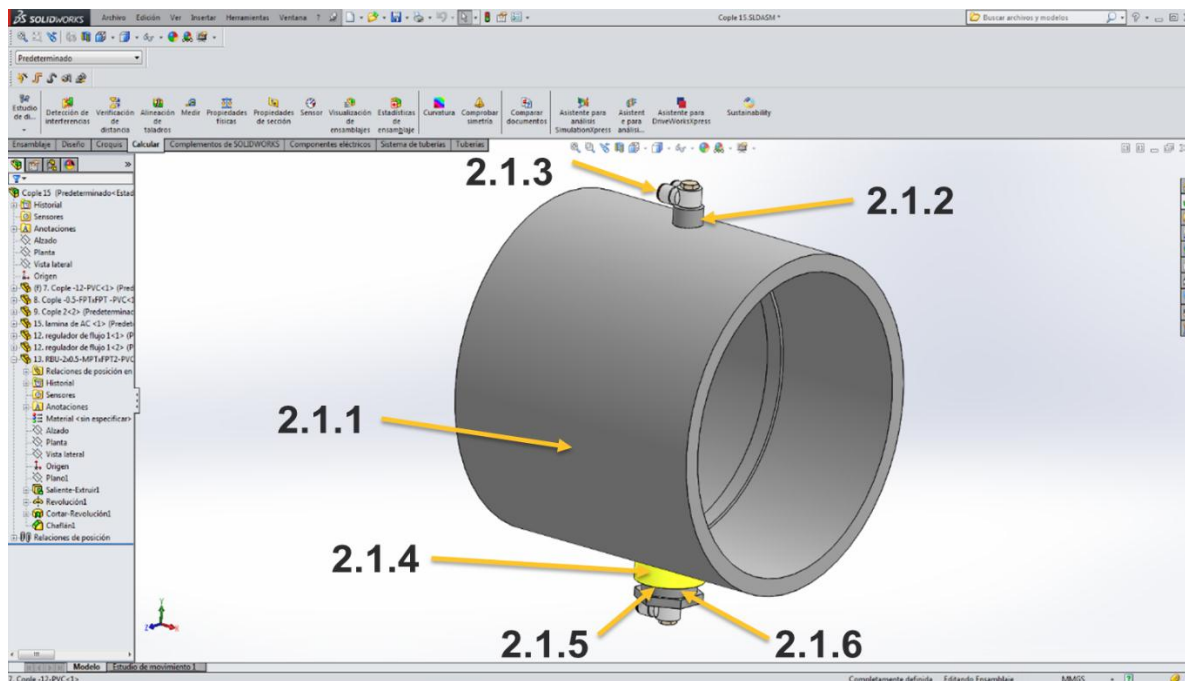 SOLIDWORKS Archivo Edición Ver Insertar Herramientas Ventana ? Cople 15.SLDASM * Buscar archivos y modelos
Predeterminado
Estudio de di... Detección de interferencias Verificación de distancia Alineación de taladros Medir Propiedades físicas Propiedades de sección Sensor Visualización de ensamblajes Estadísticas de ensamblaje Curvatura Comprobar simetría Comparar documentos Asistente para análisis SimulationXpress Asistent e para análisi... Asistente para DriveWorksXpress Sustainability
Ensamblaje Diseño Croquis Calcular Complementos de SOLIDWORKS Componentes eléctricos Sistema de tuberías Tuberías
Cople 15 (Predeterminado<Estad
Historial
Sensores
Anotaciones
Alzado
Planta
Vista lateral
Origen
(f) 7. Cople -12-PVC<1> (Pred
8. Cople -0.5-FPTxFPT -PVC<1
9. Cople 2<2> (Predeterminac
15. lamina de AC <1> (Predet
12. regulador de flujo 1<1> (P
12. regulador de flujo 1<2> (P
13. RBU-2x0.5-MPTxFPT2-PVC
Relaciones de posición en
Historial
Sensores
Anotaciones
Material <sin especificar>
Alzado
Planta
Vista lateral
Origen
Plano1
Saliente-Extruir1
Revolución1
Cortar-Revolución1
Chaflán1
Relaciones de posición
2.1.3
2.1.2
2.1.1
2.1.4
2.1.5
2.1.6
Y
Z
X
Modelo Estudio de movimiento 1
7. Cople -12-PVC<1> Completamente definida Editando Ensamblaje MMGS